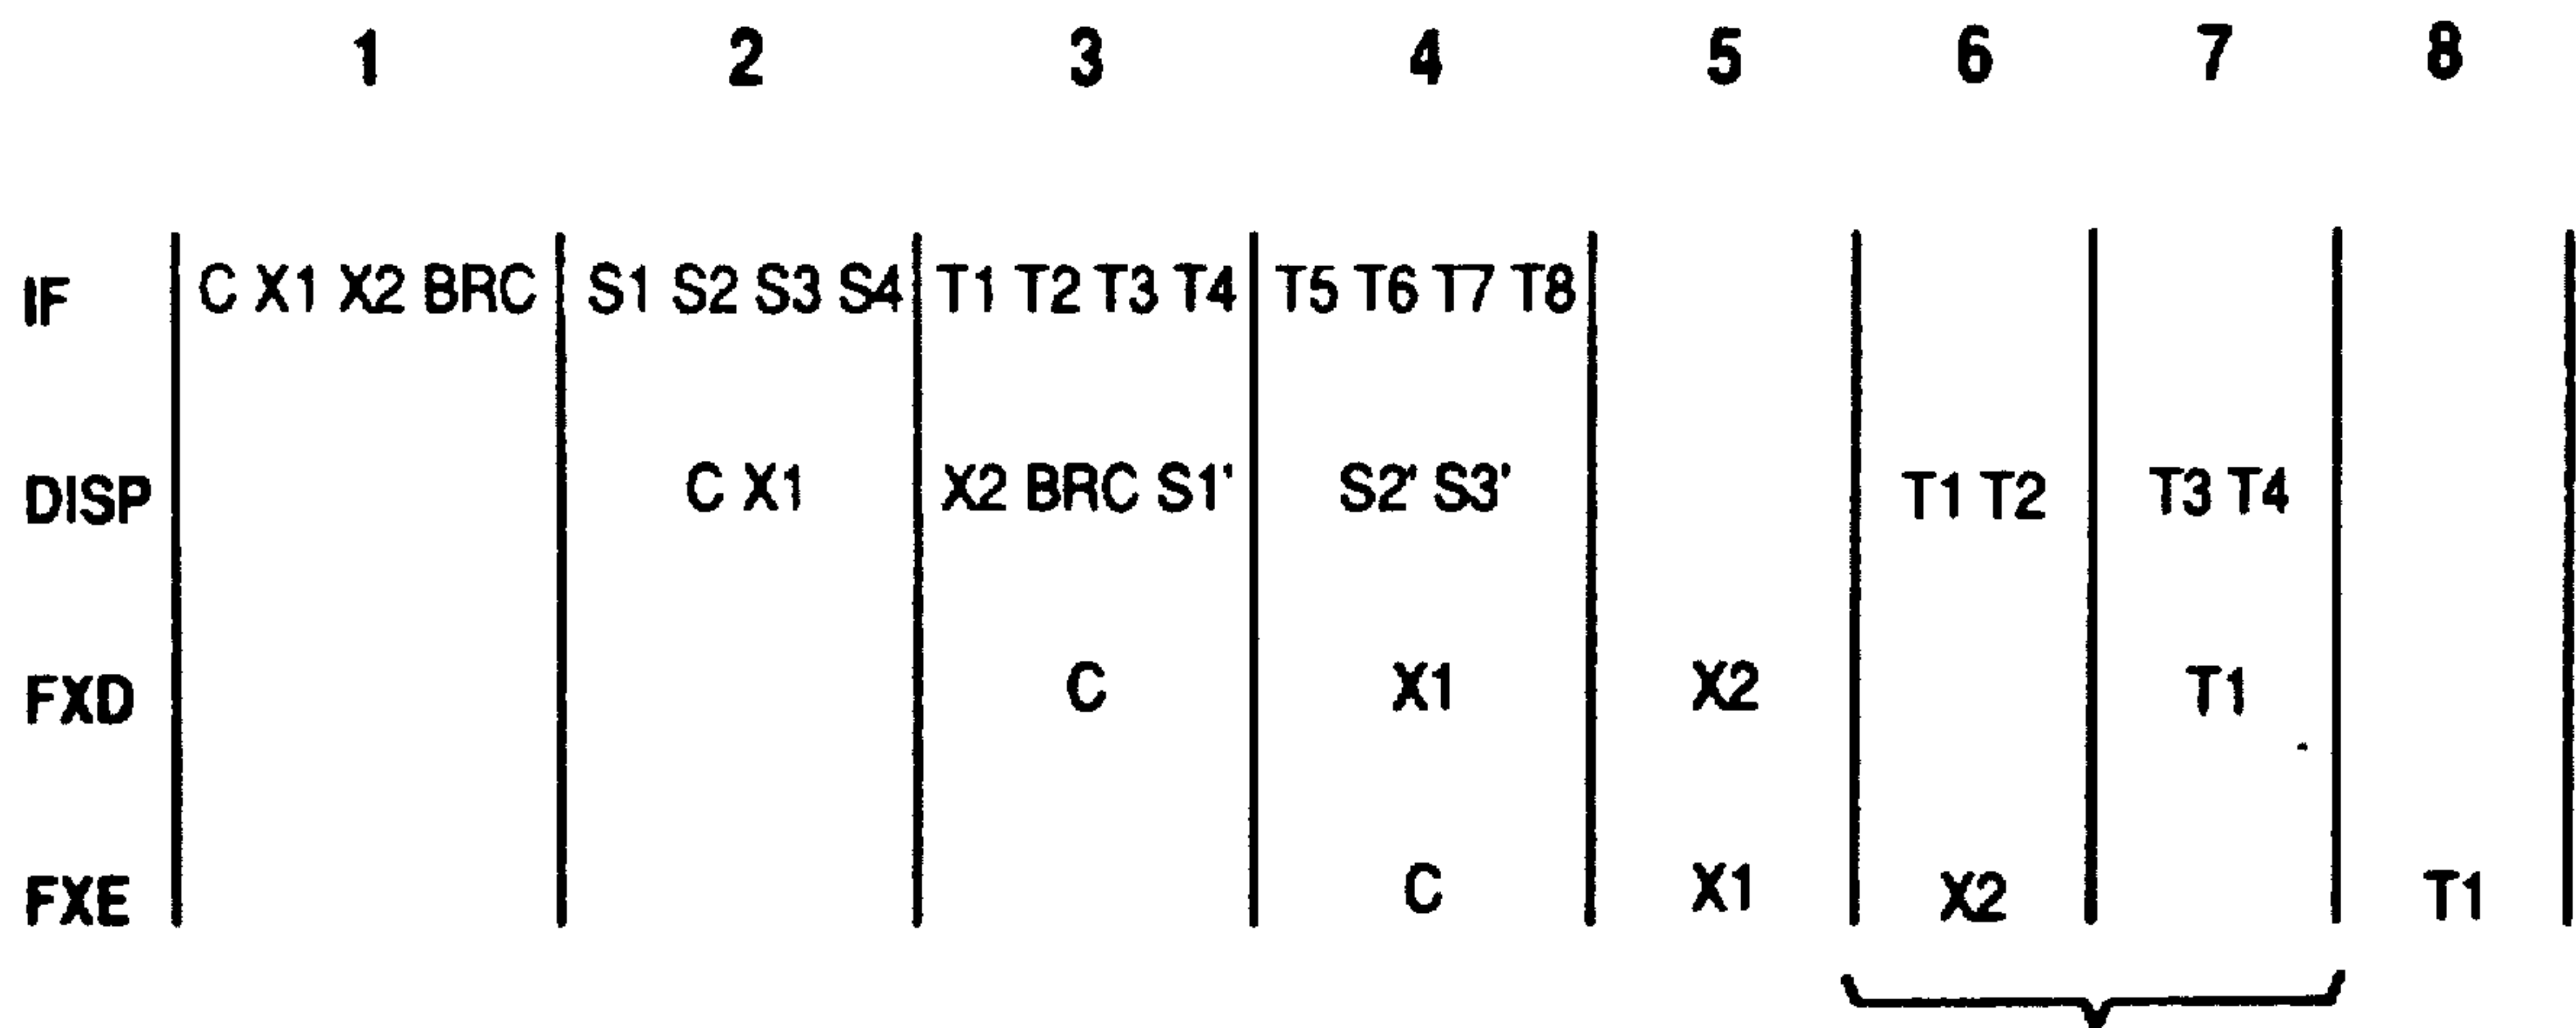 1 2 3 4 5 6 7 8
IF C X1 X2 BRC S1 S2 S3 S4 T1 T2 T3 T4 T5 T6 T7 T8
DISP C X1 X2 BRC S1' S2' S3' T1 T2 T3 T4
FXD C X1 X2 T1
FXE C X1 X2 T1